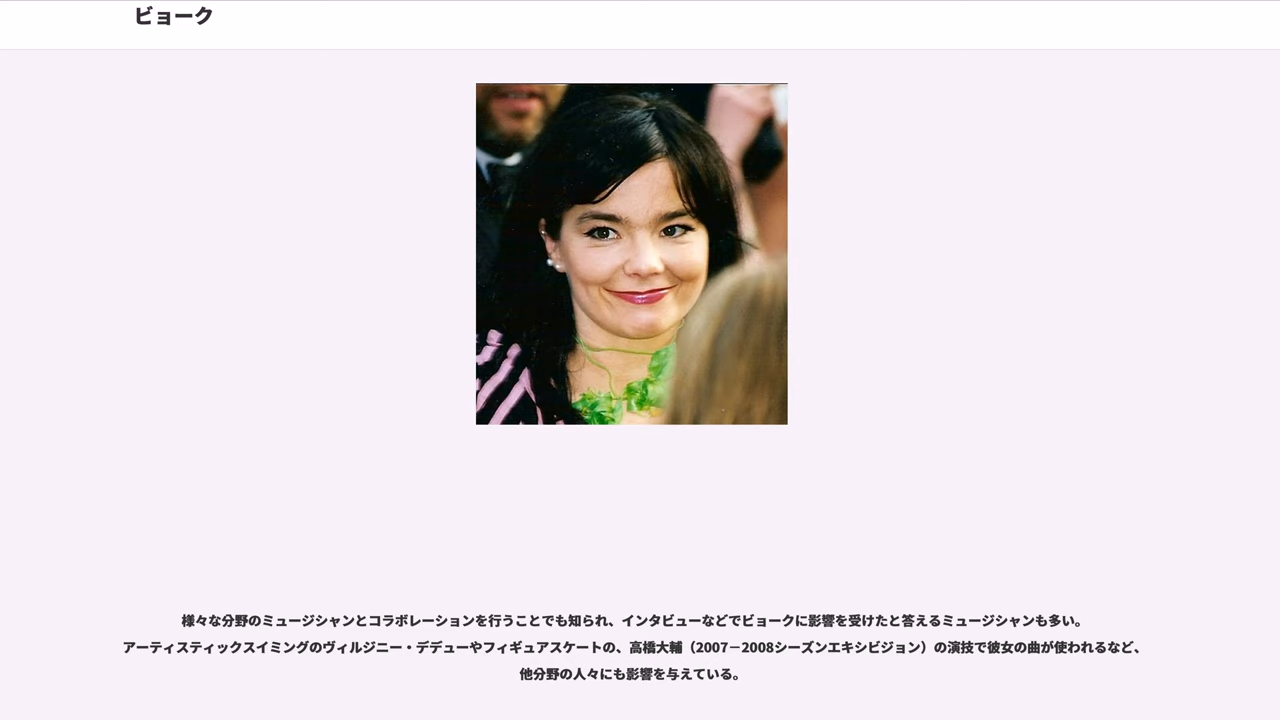 ビョーク
様々な分野のミュージシャンとコラボレーションを行うことでも知られ、インタビューなどでビョークに影響を受けたと答えるミュージシャンも多い。
アーティスティックスイミングのヴィルジニー・デデューやフィギュアスケートの、高橋大輔（2007－2008シーズンエキシビジョン）の演技で彼女の曲が使われるなど、
他分野の人々にも影響を与えている。